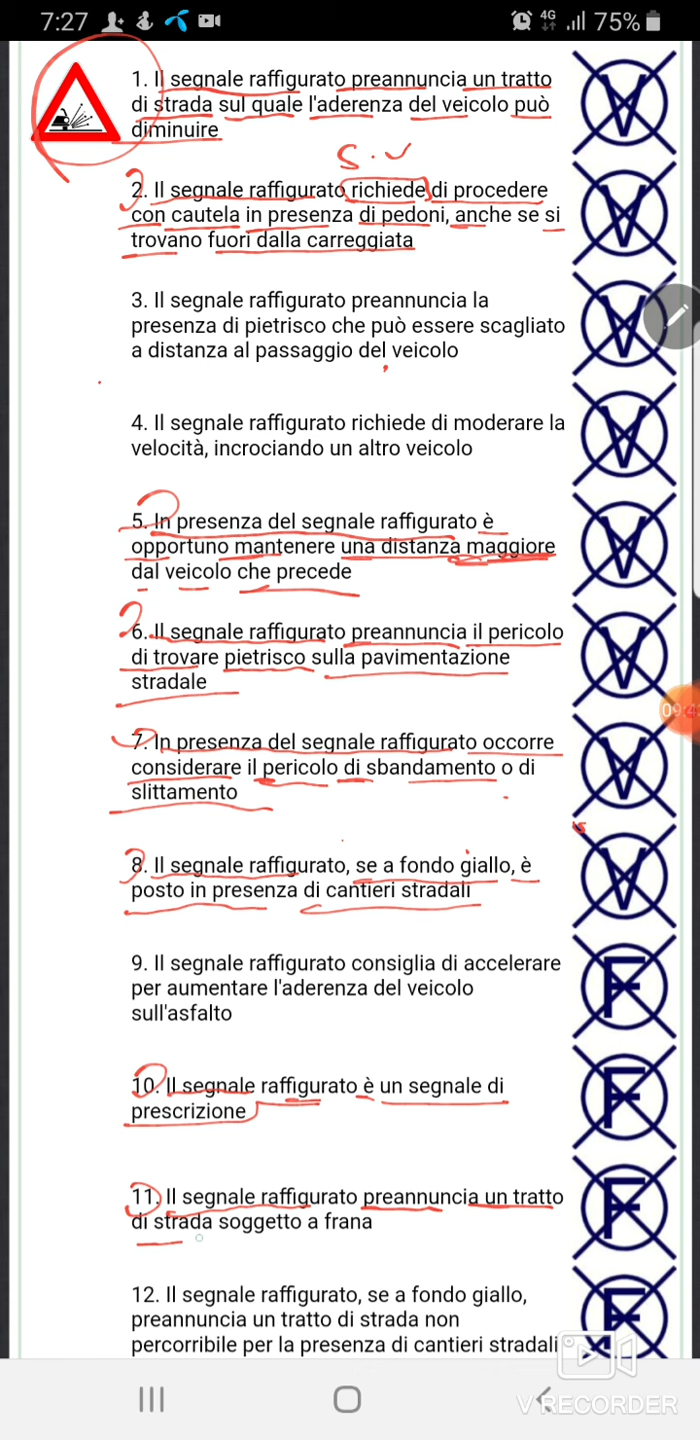 7:27
4G
75%
1. Il segnale raffigurato preannuncia un tratto
di strada sul quale l'aderenza del veicolo può
diminuire
V
S.V
2. Il segnale raffigurato richiede di procedere
con cautela in presenza di pedoni, anche se si
trovano fuori dalla carreggiata
V
3. Il segnale raffigurato preannuncia la
presenza di pietrisco che può essere scagliato
a distanza al passaggio del veicolo
V
4. Il segnale raffigurato richiede di moderare la
velocità, incrociando un altro veicolo
V
5. In presenza del segnale raffigurato è
opportuno mantenere una distanza maggiore
dal veicolo che precede
V
6. Il segnale raffigurato preannuncia il pericolo
di trovare pietrisco sulla pavimentazione
stradale
V
09:4
7. In presenza del segnale raffigurato occorre
considerare il pericolo di sbandamento o di
slittamento
V
8. Il segnale raffigurato, se a fondo giallo, è
posto in presenza di cantieri stradali
V
9. Il segnale raffigurato consiglia di accelerare
per aumentare l'aderenza del veicolo
sull'asfalto
F
10. Il segnale raffigurato è un segnale di
prescrizione
F
11. Il segnale raffigurato preannuncia un tratto
di strada soggetto a frana
F
12. Il segnale raffigurato, se a fondo giallo,
preannuncia un tratto di strada non
percorribile per la presenza di cantieri stradali
F
V RECORDER